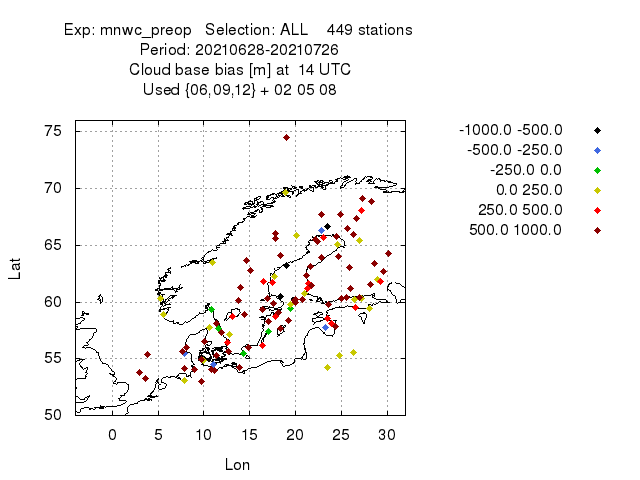 Exp: mnwc_preop   Selection: ALL    449 stations
Period: 20210628-20210726
Cloud base bias [m] at  14 UTC
Used {06,09,12} + 02 05 08
-1000.0 -500.0
-500.0 -250.0
-250.0 0.0
0.0 250.0
250.0 500.0
500.0 1000.0
Lat
75
70
65
60
55
50
0 5 10 15 20 25 30
Lon